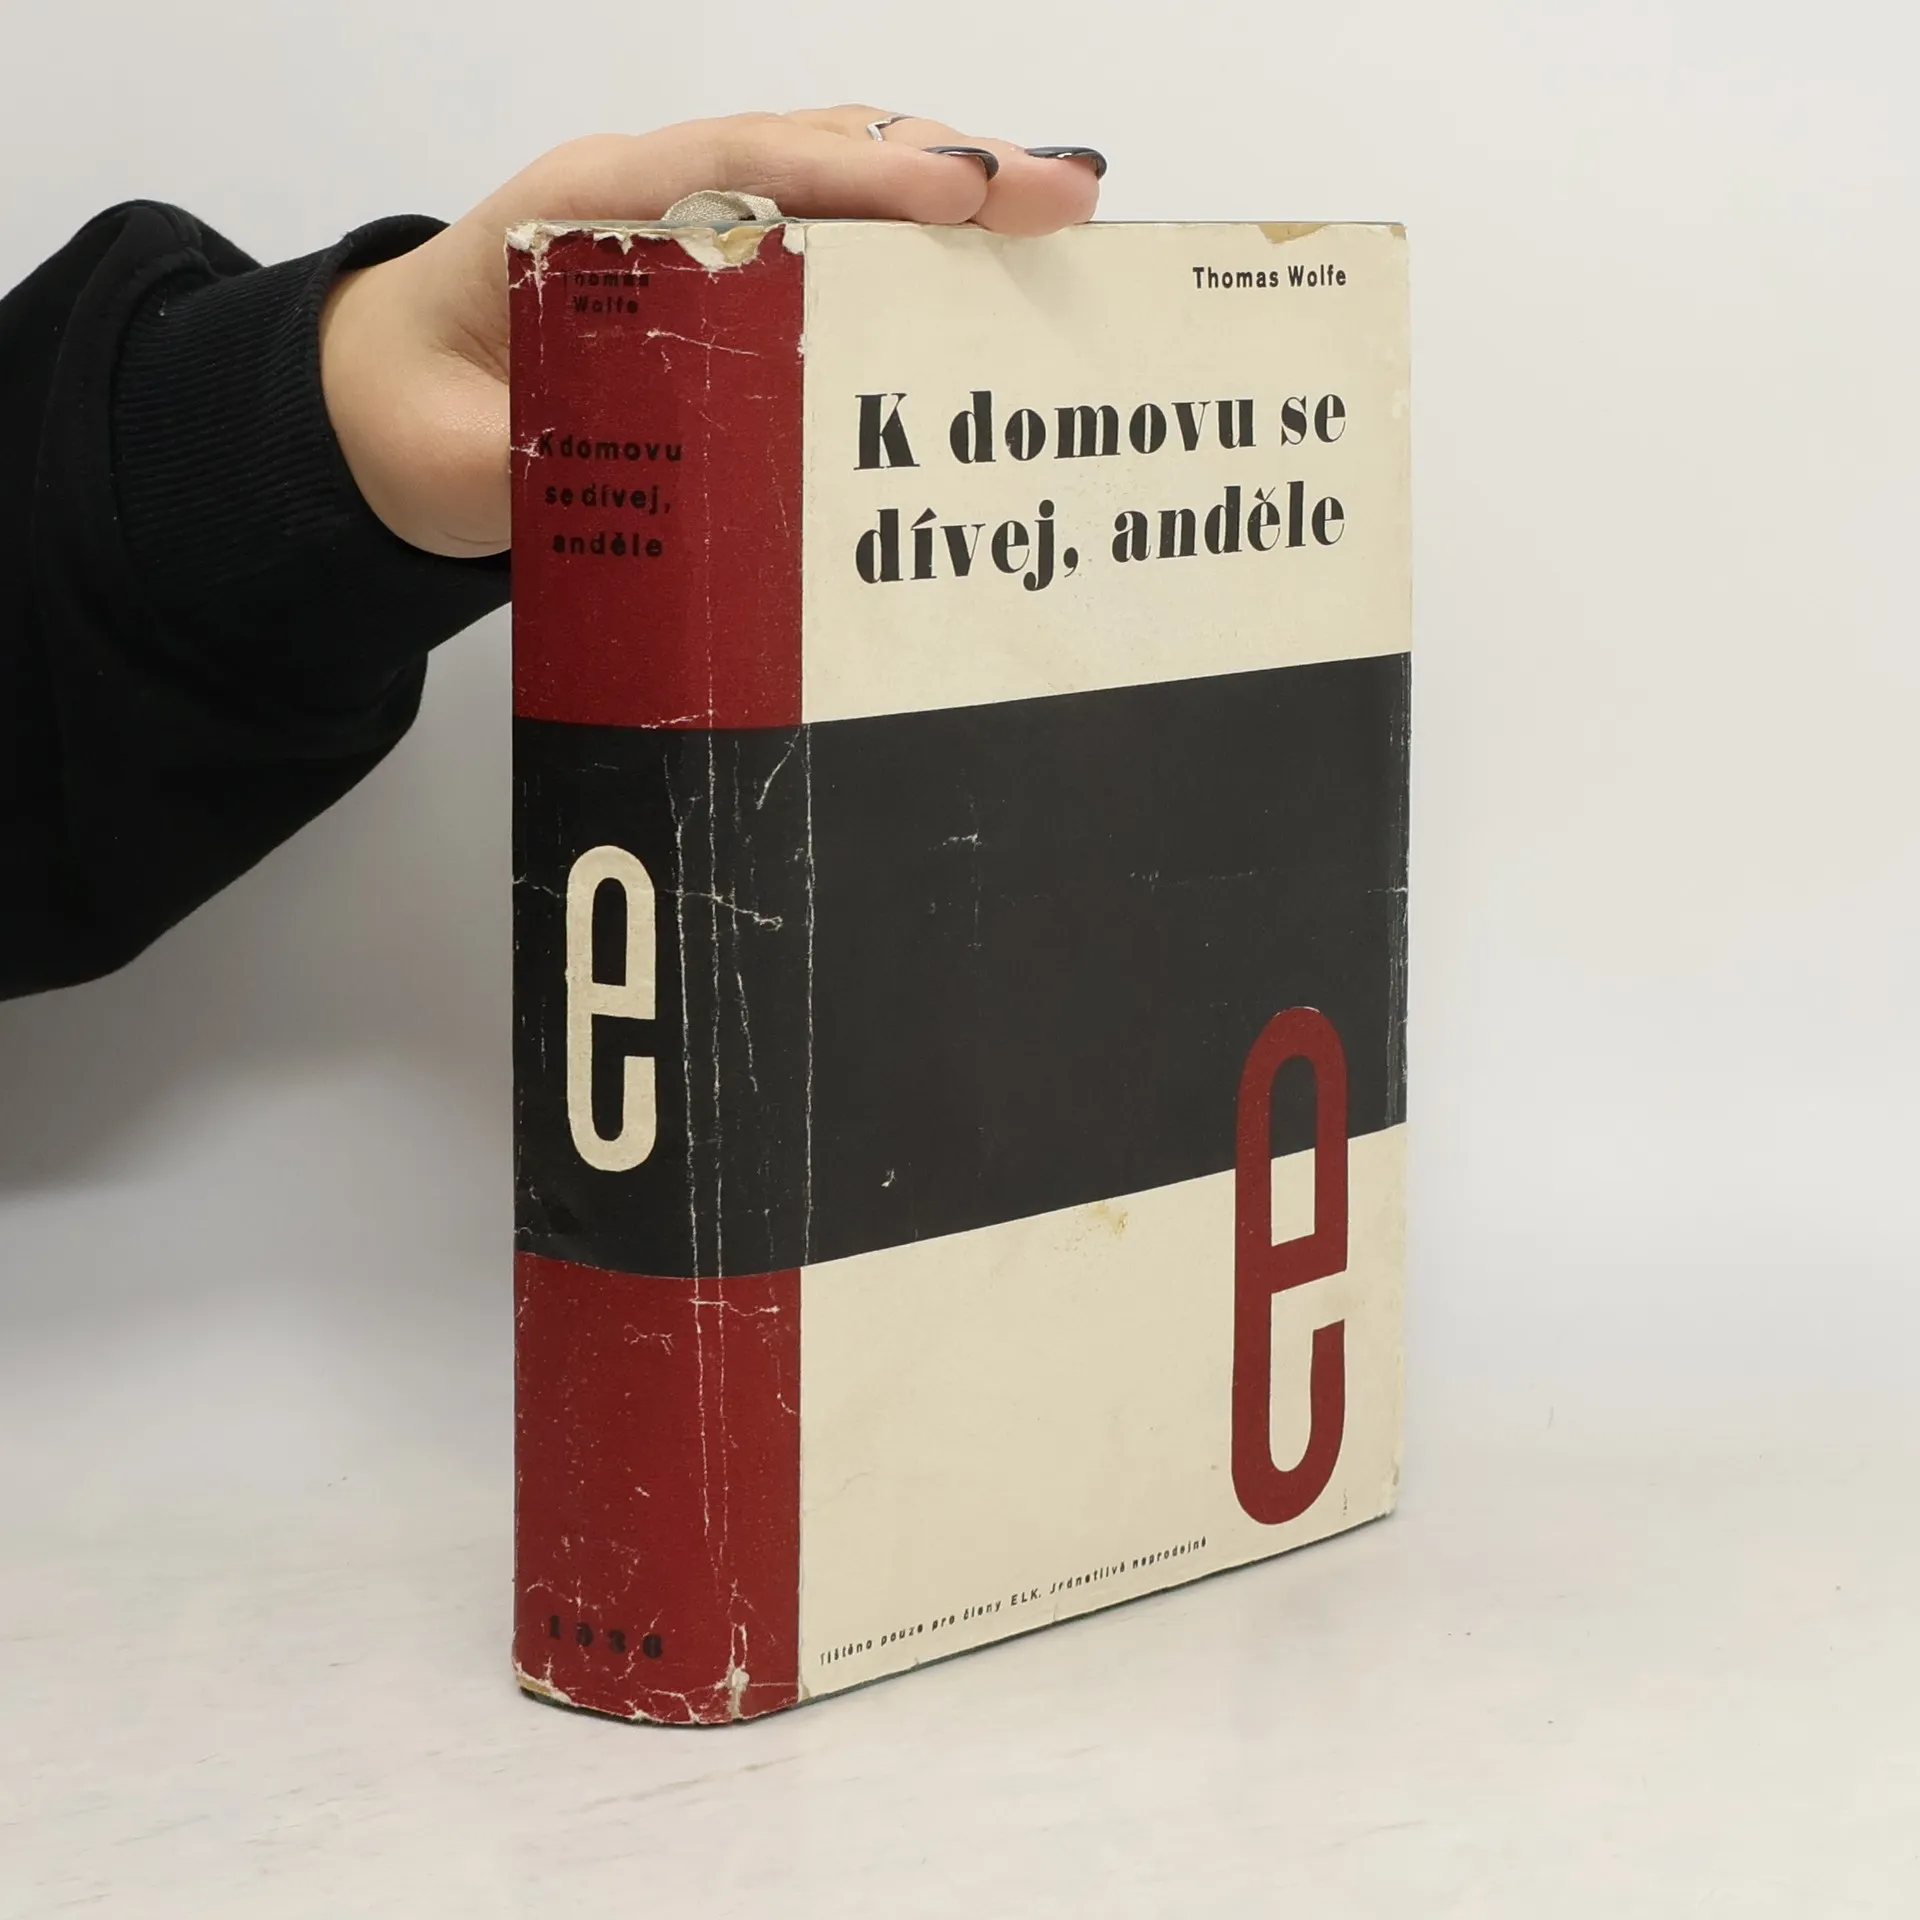 Thomas
Wolfe
K domovu
se dívej,
anděle
e
1936
Thomas Wolfe
K domovu se
dívej, anděle
e
Tištěno pouze pro členy ELK. Jednotlivě neprodejné